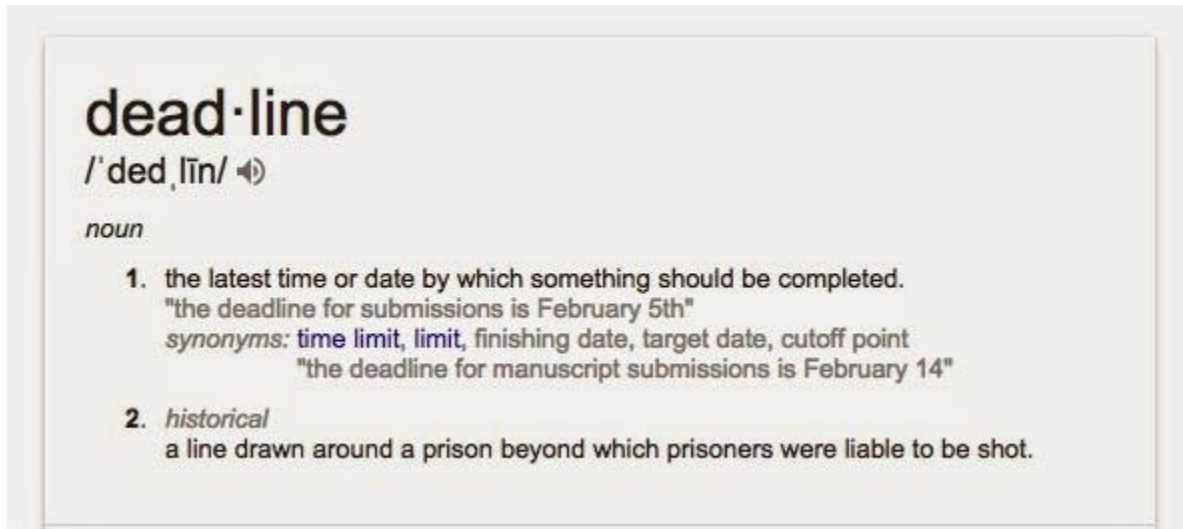 dead·line
/ˈdedˌlīn/
noun
1. the latest time or date by which something should be completed.
"the deadline for submissions is February 5th"
synonyms: time limit, limit, finishing date, target date, cutoff point
"the deadline for manuscript submissions is February 14"
2. historical
a line drawn around a prison beyond which prisoners were liable to be shot.